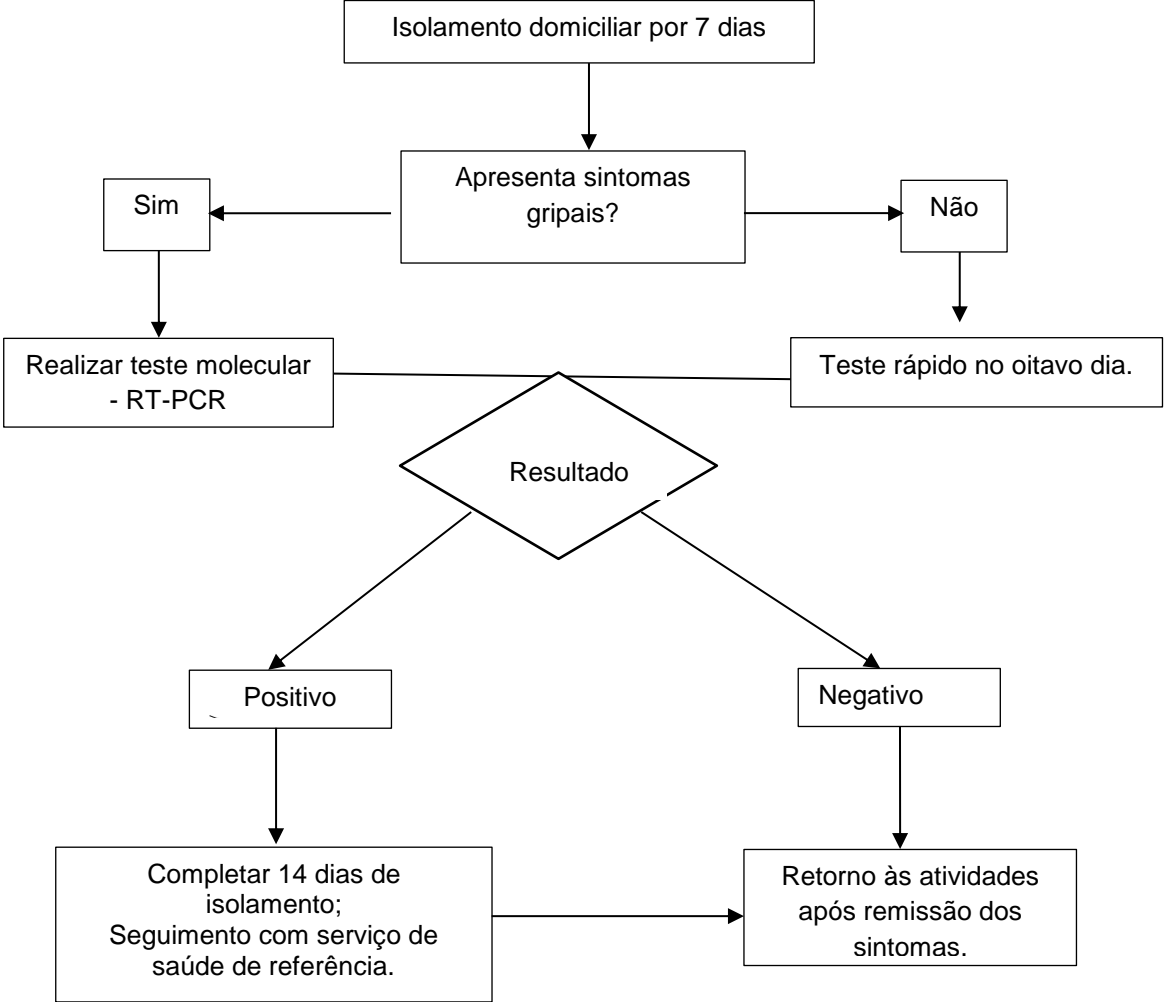 Isolamento domiciliar por 7 dias
Apresenta sintomas
gripais?
Sim
Não
Realizar teste molecular
- RT-PCR
Teste rápido no oitavo dia.
Resultado
Positivo
Negativo
Completar 14 dias de
isolamento;
Seguimento com serviço de
saúde de referência.
Retorno às atividades
após remissão dos
sintomas.